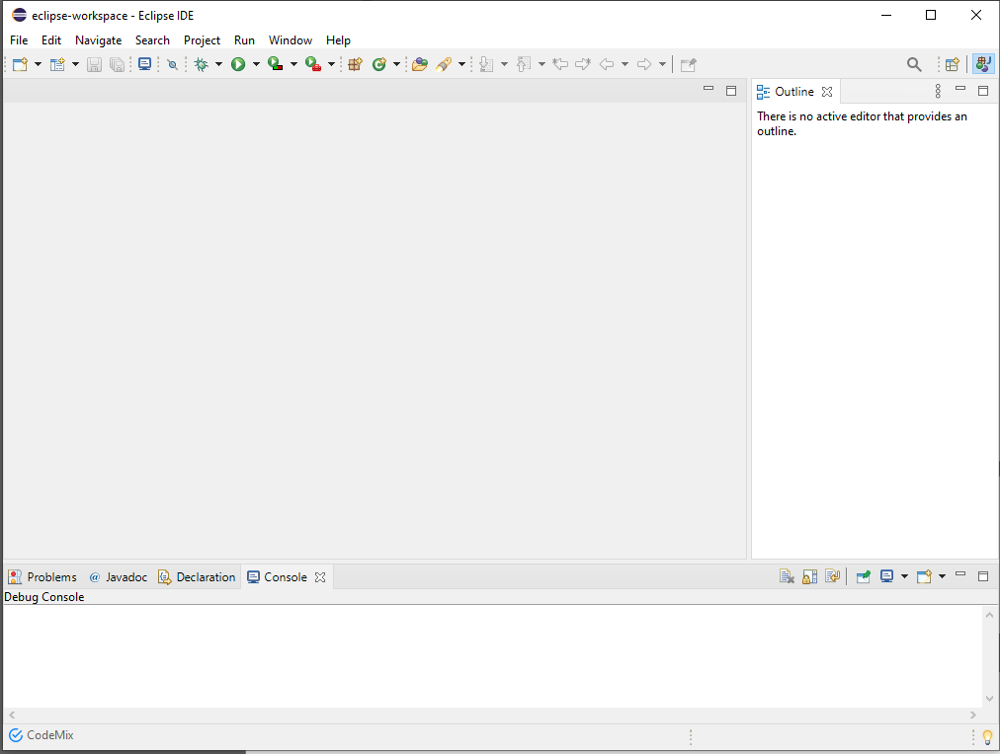 eclipse-workspace - Eclipse IDE
File Edit Navigate Search Project Run Window Help
Outline
There is no active editor that provides an
outline.
Problems @ Javadoc Declaration Console
Debug Console
CodeMix